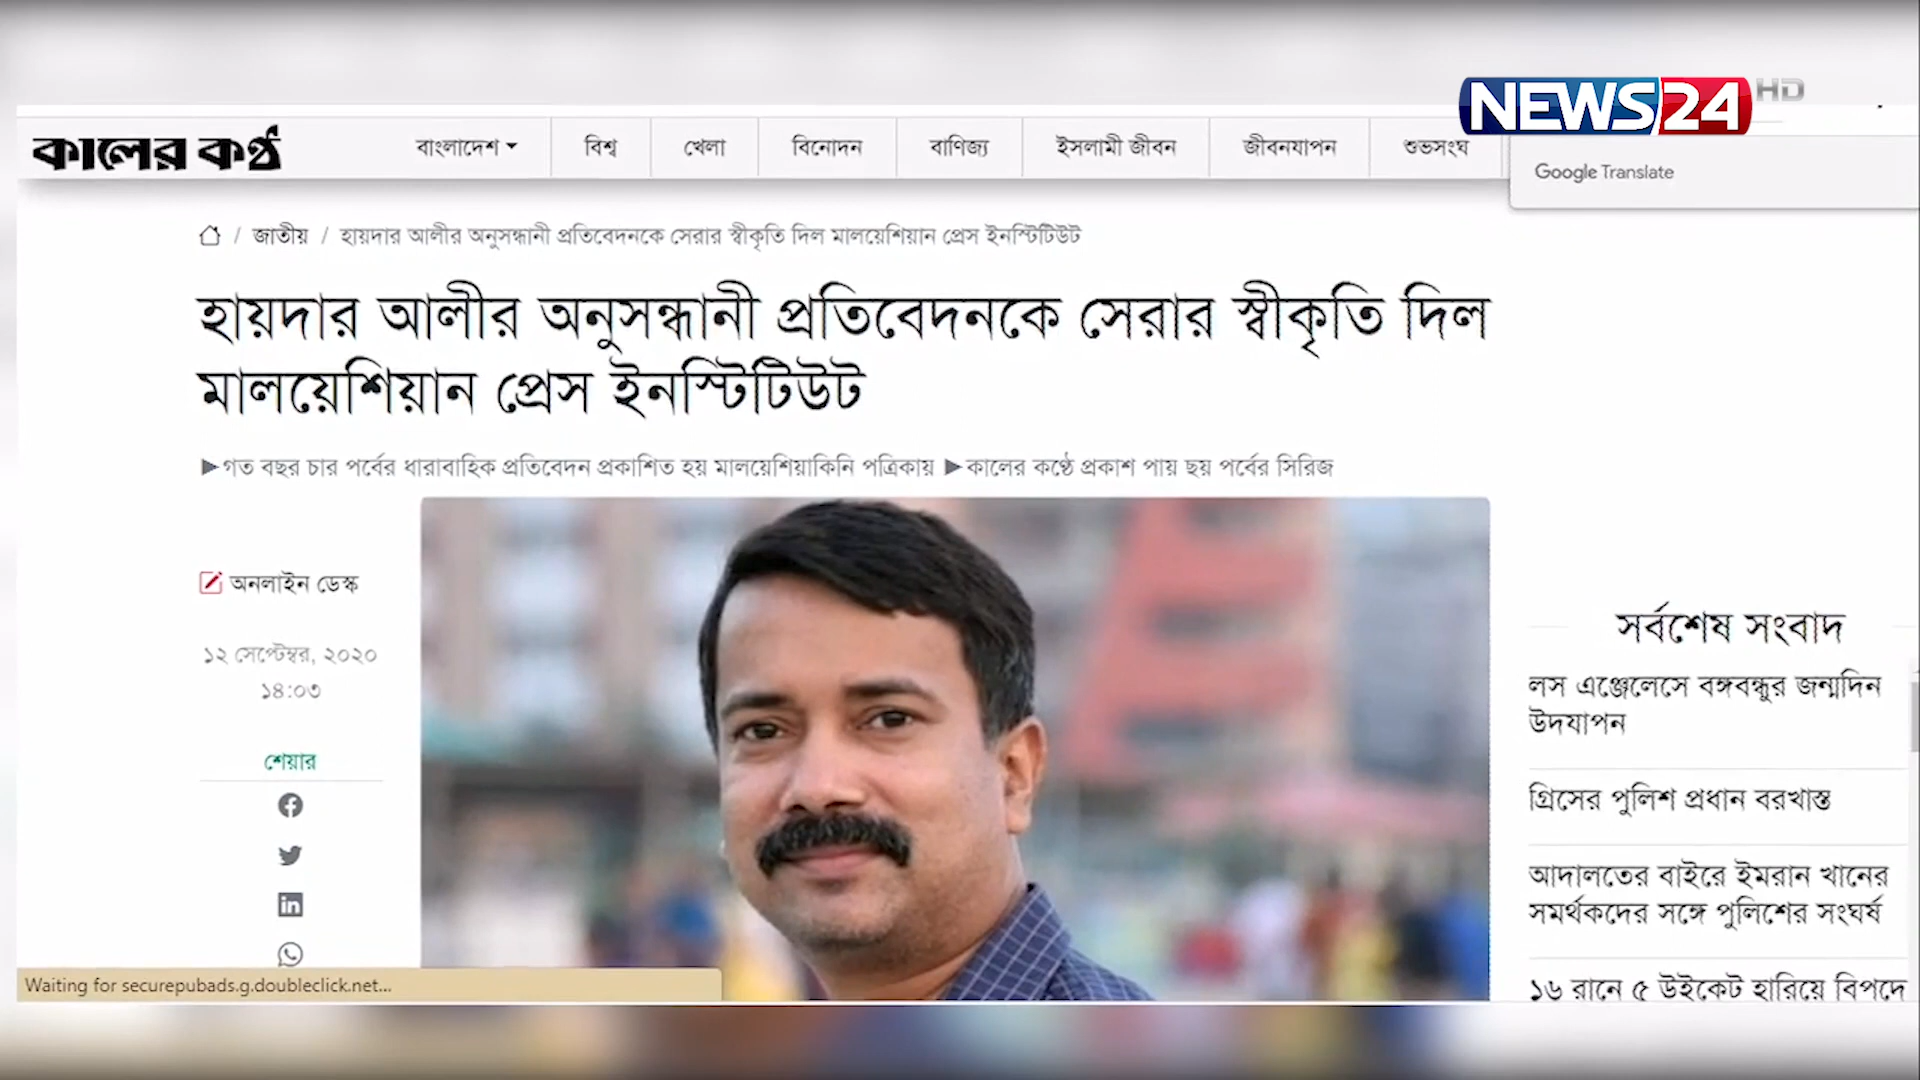 NEWS24 HD
কালের কণ্ঠ
বাংলাদেশ
বিশ্ব
খেলা
বিনোদন
বাণিজ্য
ইসলামী জীবন
জীবনযাপন
শুভসংঘ
Google Translate
/ জাতীয় / হায়দার আলীর অনুসন্ধানী প্রতিবেদনকে সেরার স্বীকৃতি দিল মালয়েশিয়ান প্রেস ইনস্টিটিউট
হায়দার আলীর অনুসন্ধানী প্রতিবেদনকে সেরার স্বীকৃতি দিল
মালয়েশিয়ান প্রেস ইনস্টিটিউট
▶গত বছর চার পর্বের ধারাবাহিক প্রতিবেদন প্রকাশিত হয় মালয়েশিয়াকিনি পত্রিকায় ▶কালের কণ্ঠে প্রকাশ পায় ছয় পর্বের সিরিজ
অনলাইন ডেস্ক
১২ সেপ্টেম্বর, ২০২০
১৪:০৩
শেয়ার
সর্বশেষ সংবাদ
লস এঞ্জেলেসে বঙ্গবন্ধুর জন্মদিন
উদযাপন
গ্রিসের পুলিশ প্রধান বরখাস্ত
আদালতের বাইরে ইমরান খানের
সমর্থকদের সঙ্গে পুলিশের সংঘর্ষ
১৬ রানে ৫ উইকেট হারিয়ে বিপদে
Waiting for securepubads.g.doubleclick.net...